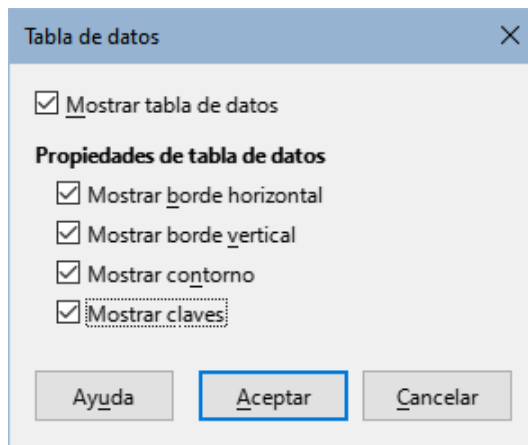 Tabla de datos
Mostrar tabla de datos
Propiedades de tabla de datos
Mostrar borde horizontal
Mostrar borde vertical
Mostrar contorno
Mostrar claves
Ayuda Aceptar Cancelar